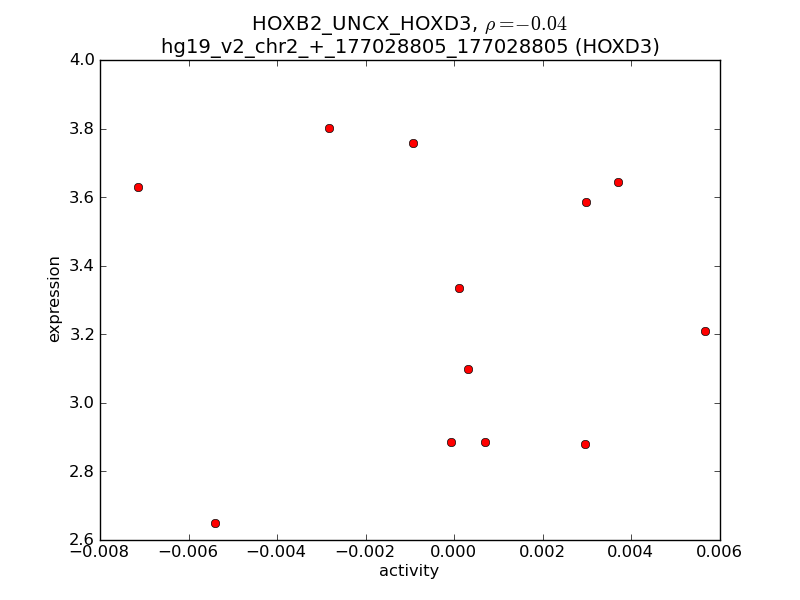 HOXB2_UNCX_HOXD3, ρ=−0.04
hg19_v2_chr2_+_177028805_177028805 (HOXD3)
4.0
3.8
3.6
3.4
3.2
3.0
2.8
2.6
expression
−0.008 −0.006 −0.004 −0.002 0.000 0.002 0.004 0.006
activity